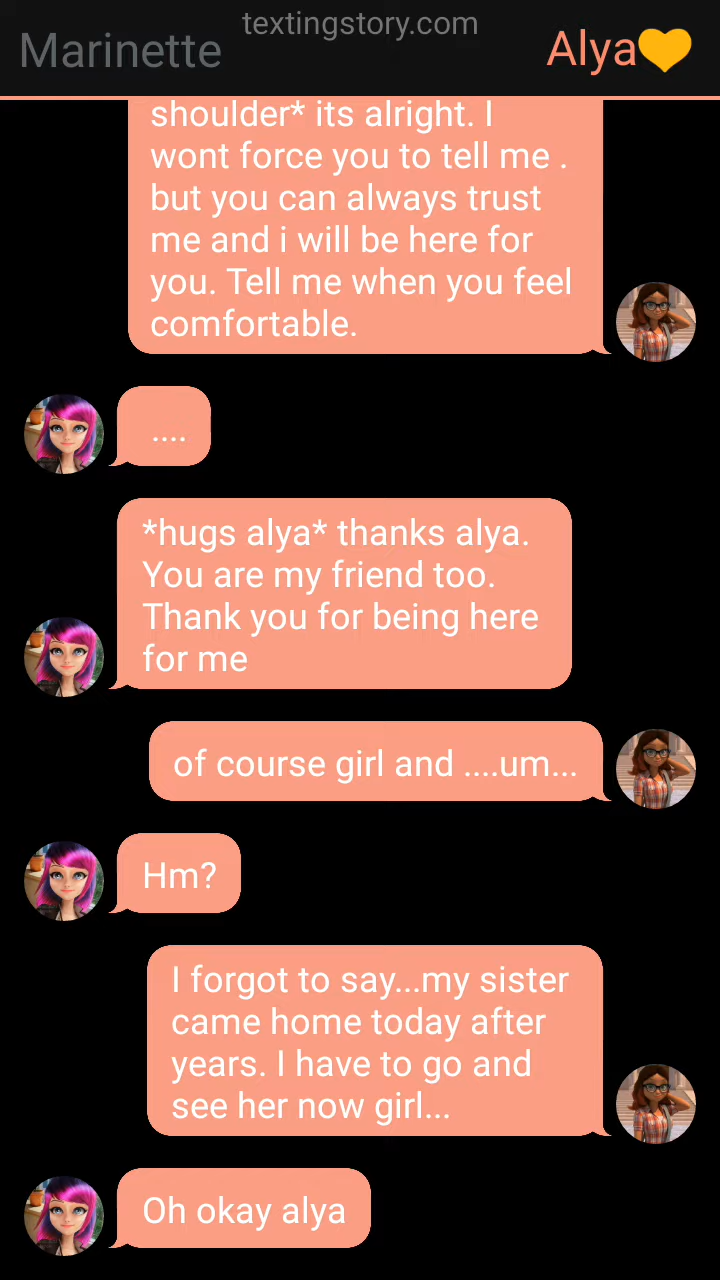 textingstory.com
Marinette
Alya💛
shoulder* its alright. I
wont force you to tell me .
but you can always trust
me and i will be here for
you. Tell me when you feel
comfortable.
....
*hugs alya* thanks alya.
You are my friend too.
Thank you for being here
for me
of course girl and ....um...
Hm?
I forgot to say...my sister
came home today after
years. I have to go and
see her now girl...
Oh okay alya